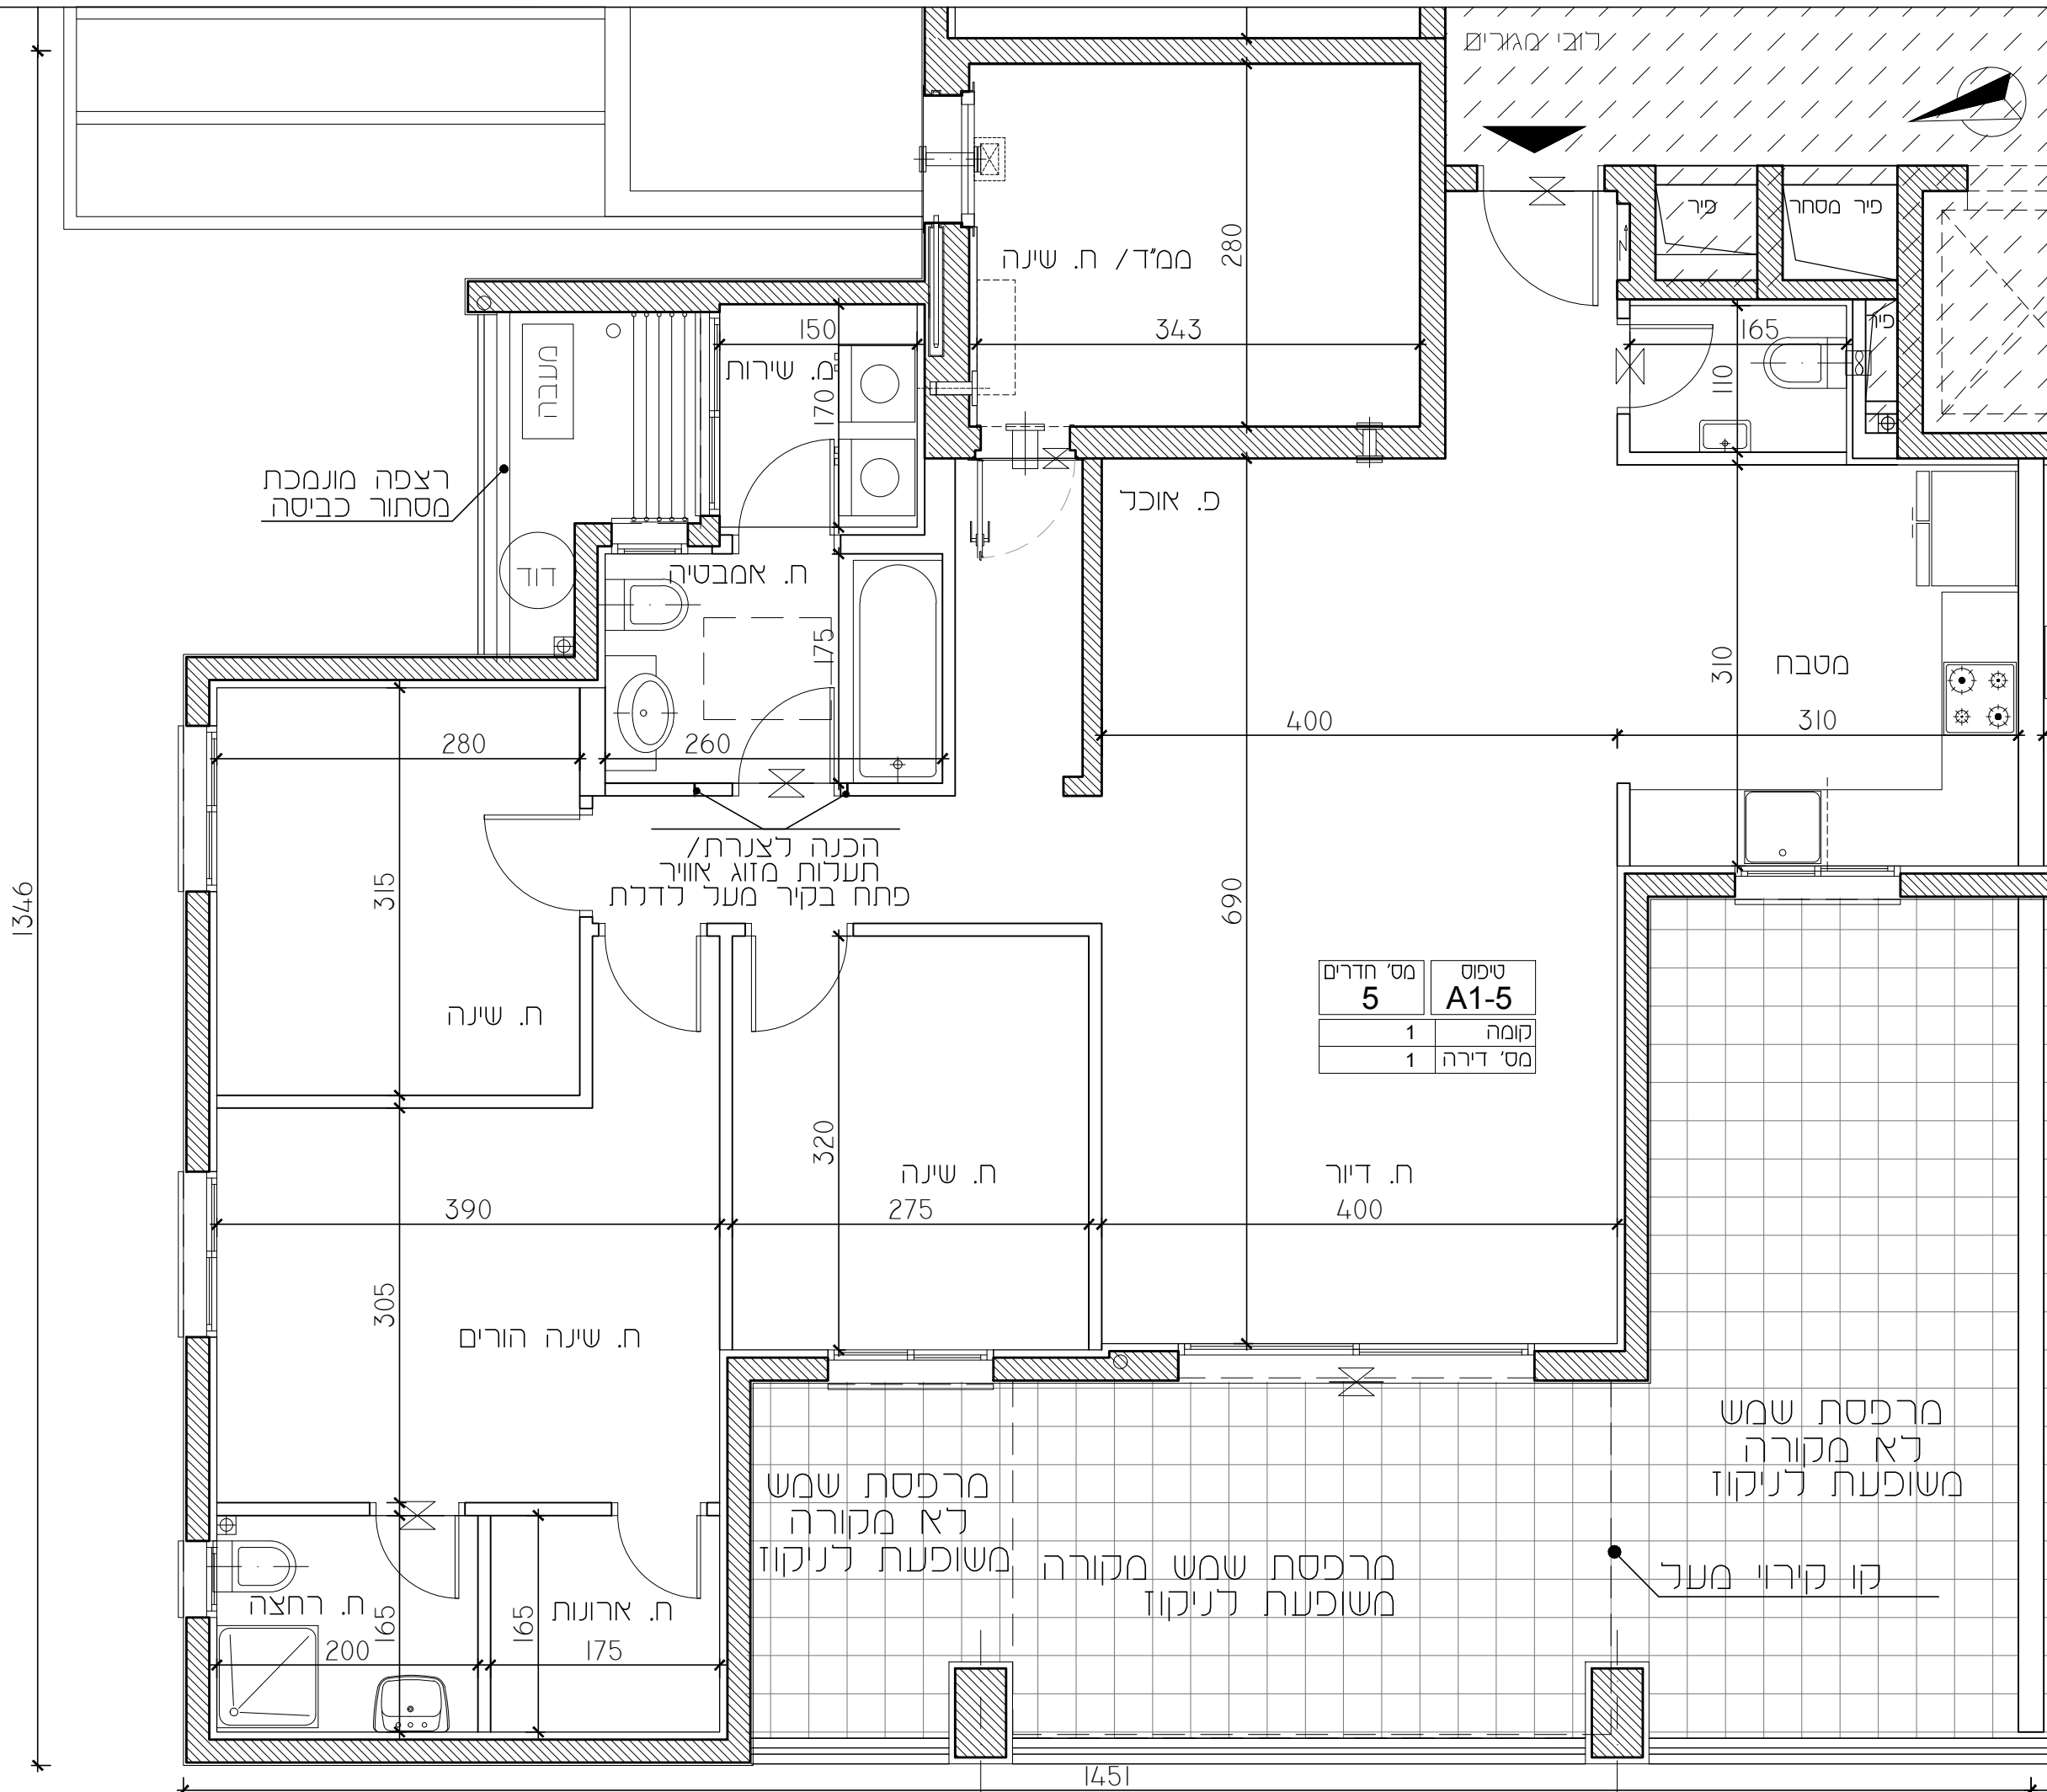 לובי מגורים
פיר
פיר מסחר
פיר
ממ"ד/ ח. שינה
280
343
150
מ. שירות
170
165
110
מעבה
רצפה מונמכת
מסתור כביסה
דוד
פ. אוכל
ח. אמבטיה
175
260
280
310
מטבח
400
310
הכנה לצנרת/
תעלות מזוג אוויר
פתח בקיר מעל לדלת
1346
315
690
ח. שינה
טיפוס
A1-5
מס' חדרים
5
קומה 1
מס' דירה 1
320
ח. שינה
ח. דיור
390
275
400
305
ח. שינה הורים
מרפסת שמש
לא מקורה
משופעת לניקוז
מרפסת שמש
לא מקורה
משופעת לניקוז
מרפסת שמש מקורה
משופעת לניקוז
קו קירוי מעל
ח. רחצה
165
200
ח. ארונות
165
175
1451